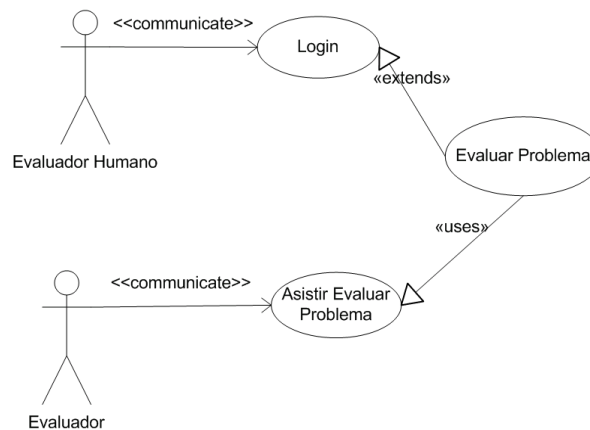 <<communicate>>
Login
«extends»
Evaluador Humano
Evaluar Problema
«uses»
<<communicate>>
Asistir Evaluar
Problema
Evaluador